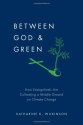 BETWEEN
GOD &
GREEN
How Evangelicals Are
Cultivating a Middle Ground
on Climate Change
KATHARINE K. WILKINSON